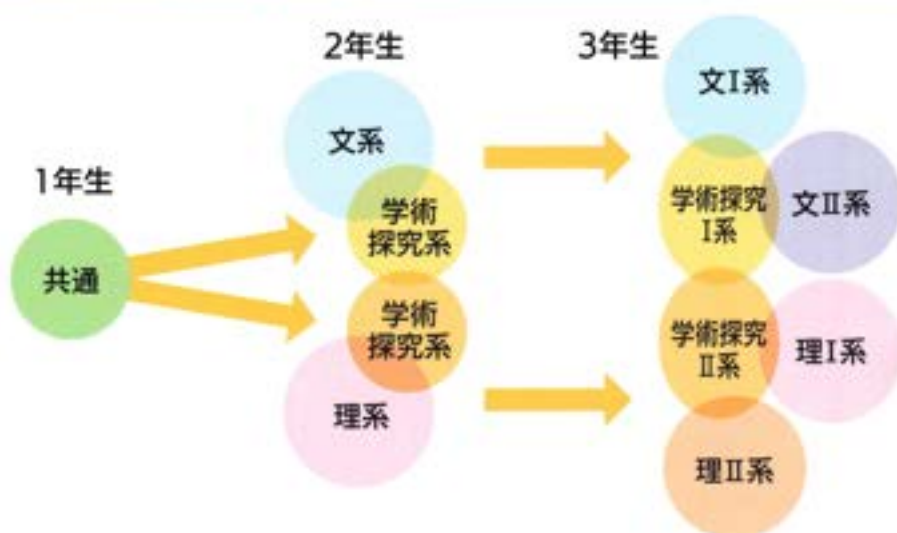 1年生
共通
2年生
文系
学術
探究系
学術
探究系
理系
3年生
文Ⅰ系
学術探究
Ⅰ系
文Ⅱ系
学術探究
Ⅱ系
理Ⅰ系
理Ⅱ系